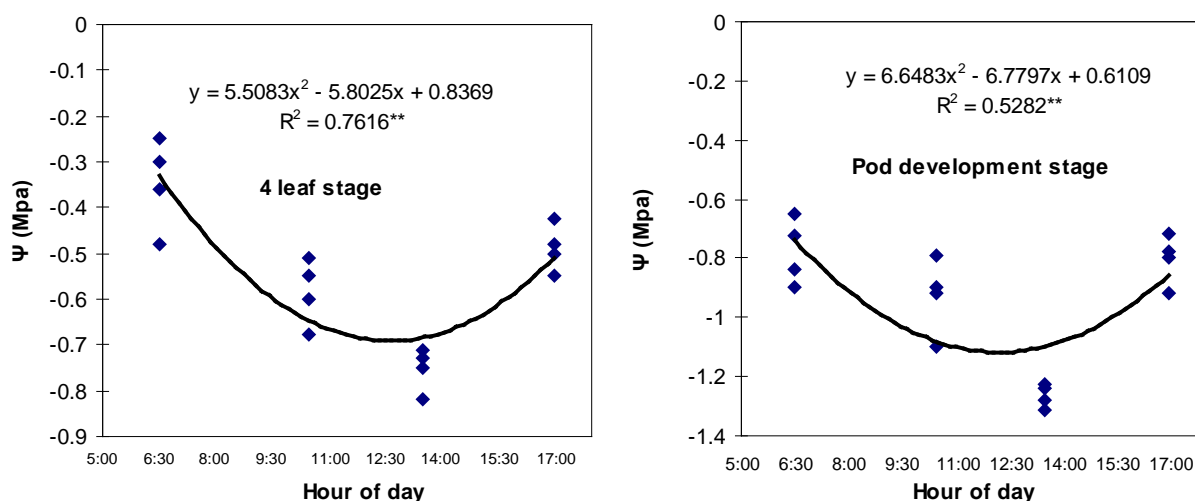 0
-0.1
-0.2
-0.3
-0.4
-0.5
-0.6
-0.7
-0.8
-0.9
Ψ (Mpa)
y = 5.5083x² - 5.8025x + 0.8369
R² = 0.7616**
4 leaf stage
5:00 6:30 8:00 9:30 11:00 12:30 14:00 15:30 17:00
Hour of day
0
-0.2
-0.4
-0.6
-0.8
-1
-1.2
-1.4
Ψ (Mpa)
y = 6.6483x² - 6.7797x + 0.6109
R² = 0.5282**
Pod development stage
5:00 6:30 8:00 9:30 11:00 12:30 14:00 15:30 17:00
Hour of day